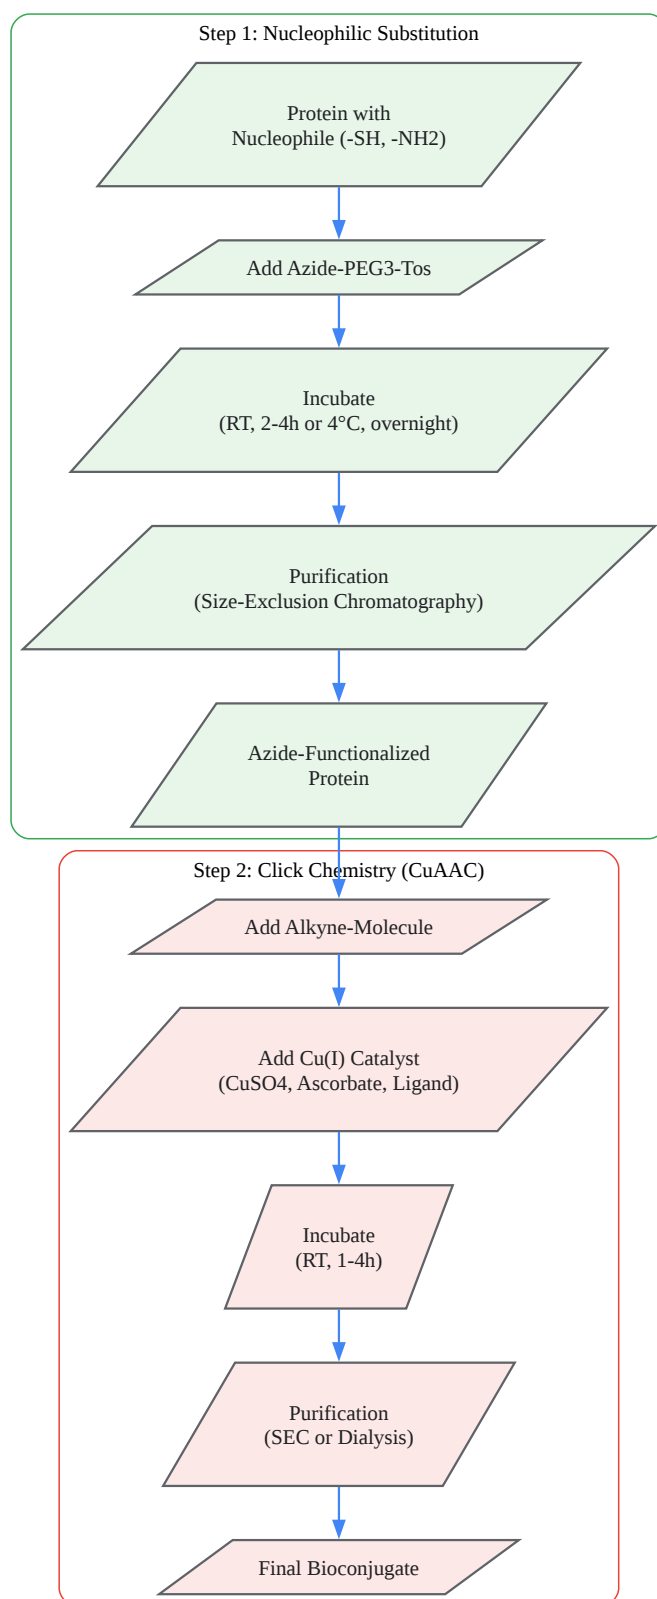 Step 1: Nucleophilic Substitution
Protein with
Nucleophile (-SH, -NH2)
Add Azide-PEG3-Tos
Incubate
(RT, 2-4h or 4°C, overnight)
Purification
(Size-Exclusion Chromatography)
Azide-Functionalized
Protein
Step 2: Click Chemistry (CuAAC)
Add Alkyne-Molecule
Add Cu(I) Catalyst
(CuSO4, Ascorbate, Ligand)
Incubate
(RT, 1-4h)
Purification
(SEC or Dialysis)
Final Bioconjugate